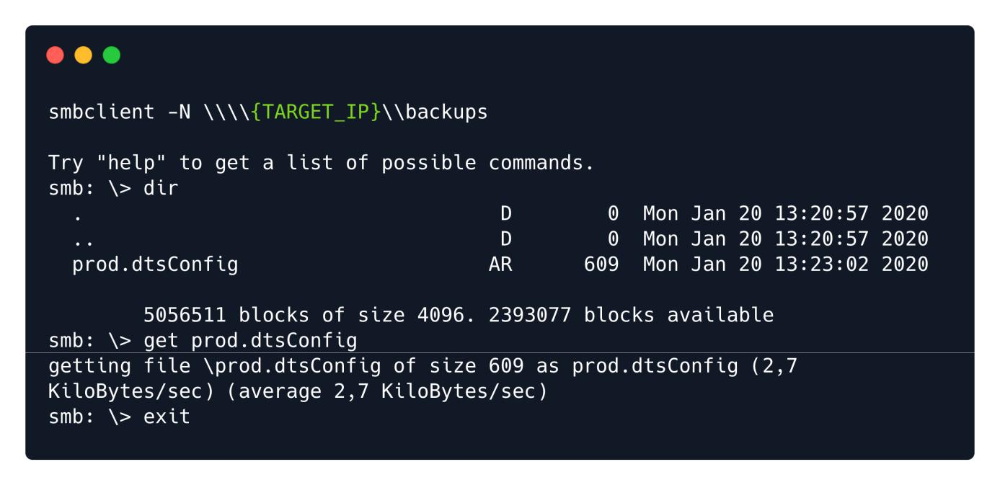 smbclient -N \\\\{TARGET_IP}\\backups
Try "help" to get a list of possible commands.
smb: \> dir
  .                                   D        0  Mon Jan 20 13:20:57 2020
  ..                                  D        0  Mon Jan 20 13:20:57 2020
  prod.dtsConfig                     AR      609  Mon Jan 20 13:23:02 2020
        5056511 blocks of size 4096. 2393077 blocks available
smb: \> get prod.dtsConfig
getting file \prod.dtsConfig of size 609 as prod.dtsConfig (2,7
KiloBytes/sec) (average 2,7 KiloBytes/sec)
smb: \> exit